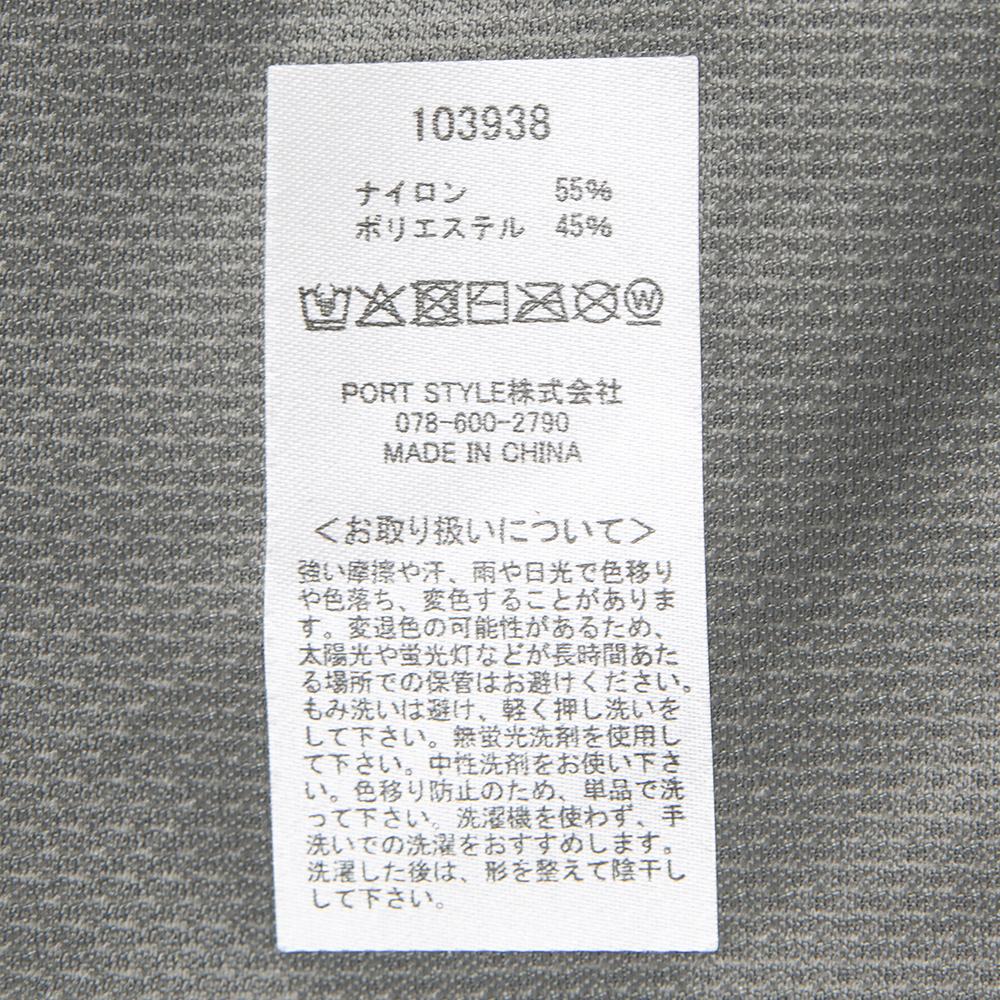 103938
ナイロン 55%
ポリエステル 45%
W
PORT STYLE株式会社
078-600-2790
MADE IN CHINA
＜お取り扱いについて＞
強い摩擦や汗、雨や日光で色移り
や色落ち、変色することがありま
す。変退色の可能性があるため、
太陽光や蛍光灯などが長時間あた
る場所での保管はお避けください。
もみ洗いは避け、軽く押し洗いを
して下さい。無蛍光洗剤を使用し
て下さい。中性洗剤をお使い下さ
い。色移り防止のため、単品で洗
って下さい。洗濯機を使わず、手
洗いでの洗濯をおすすめします。
洗濯した後は、形を整えて陰干し
して下さい。